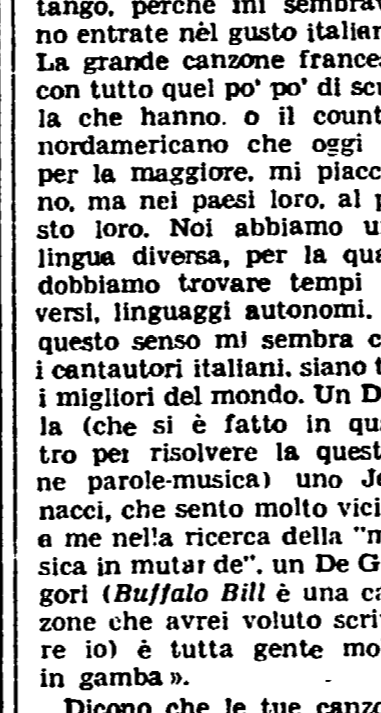 tango, perché mi sembrav
no entrate nèl gusto italian
La grande canzone france
con tutto quel po' po' di scu
la che hanno. o il count
nordamericano che oggi
per la maggiore, mi piacc
no, ma nei paesi loro, al p
sto loro. Noi abbiamo u
lingua diversa, per la qua
dobbiamo trovare tempi
versi, linguaggi autonomi.
questo senso mi sembra c
i cantautori italiani. siano t
i migliori del mondo. Un D
la (che si è fatto in qua
tro per risolvere la quest
ne parole-musica) uno Je
nacci, che sento molto vici
a me nella ricerca della "m
sica in mutande". un De G
gori (Buffalo Bill è una ca
zone che avrei voluto scri
re io) è tutta gente mo
in gamba».
Dicono che le tue canzo